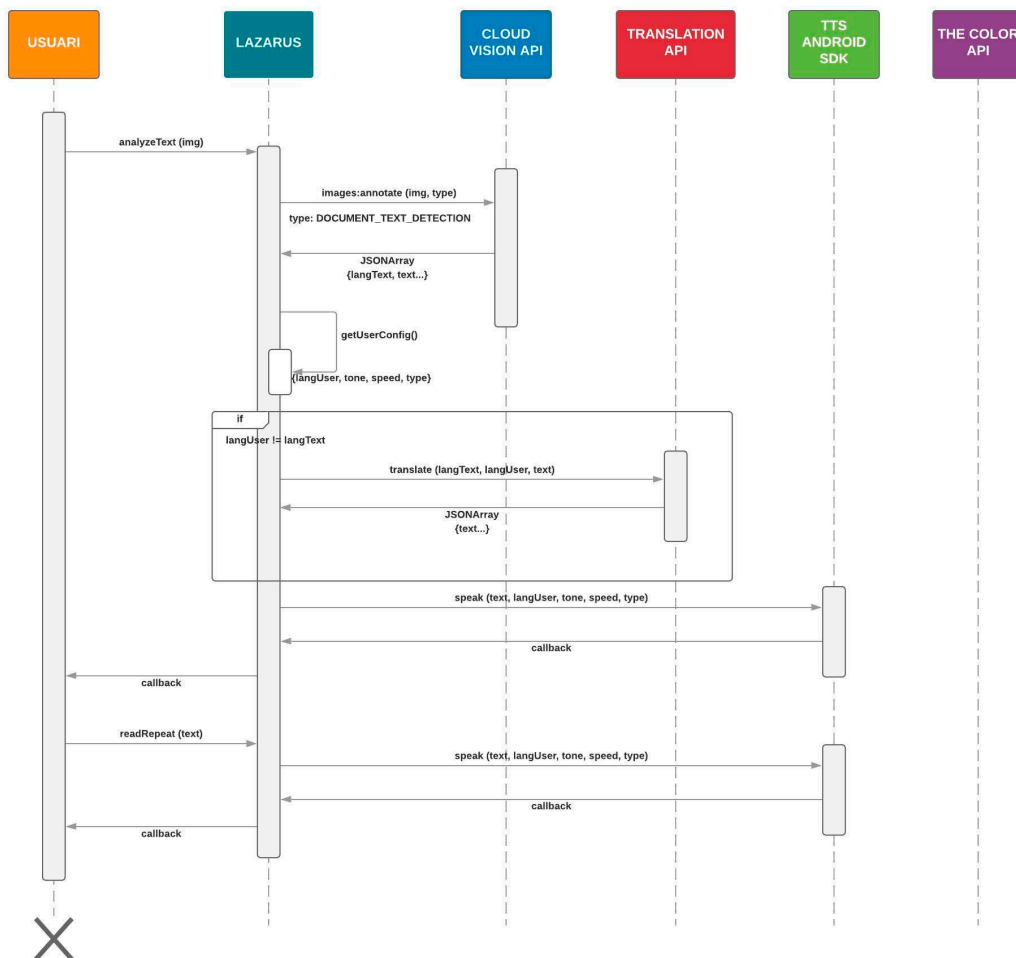 USUARI
LAZARUS
CLOUD
VISION API
TRANSLATION
API
TTS
ANDROID
SDK
THE COLOR
API
analyzeText (img)
images:annotate (img, type)
type: DOCUMENT_TEXT_DETECTION
JSONArray
{langText, text...}
getUserConfig()
{langUser, tone, speed, type}
if
langUser != langText
translate (langText, langUser, text)
JSONArray
{text...}
speak (text, langUser, tone, speed, type)
callback
callback
readRepeat (text)
speak (text, langUser, tone, speed, type)
callback
callback